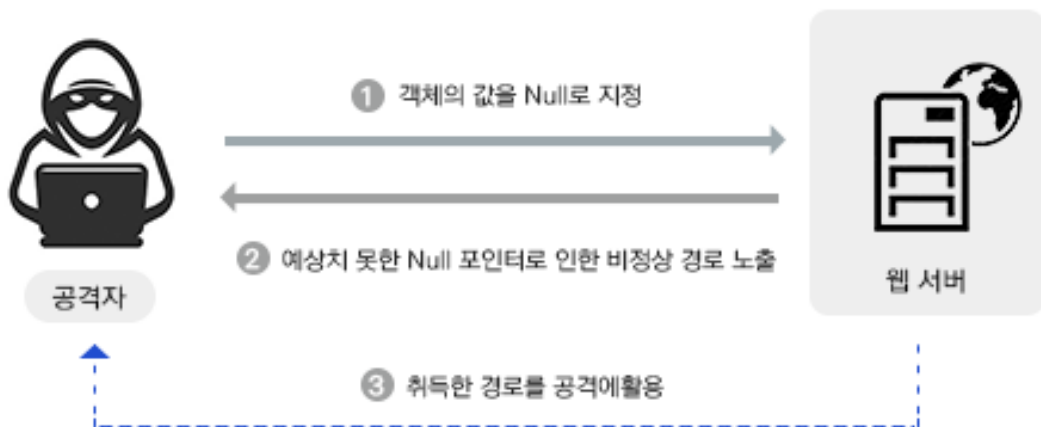 1 객체의 값을 Null로 지정
2 예상치 못한 Null 포인터로 인한 비정상 경로 노출
공격자
웹 서버
3 취득한 경로를 공격에활용